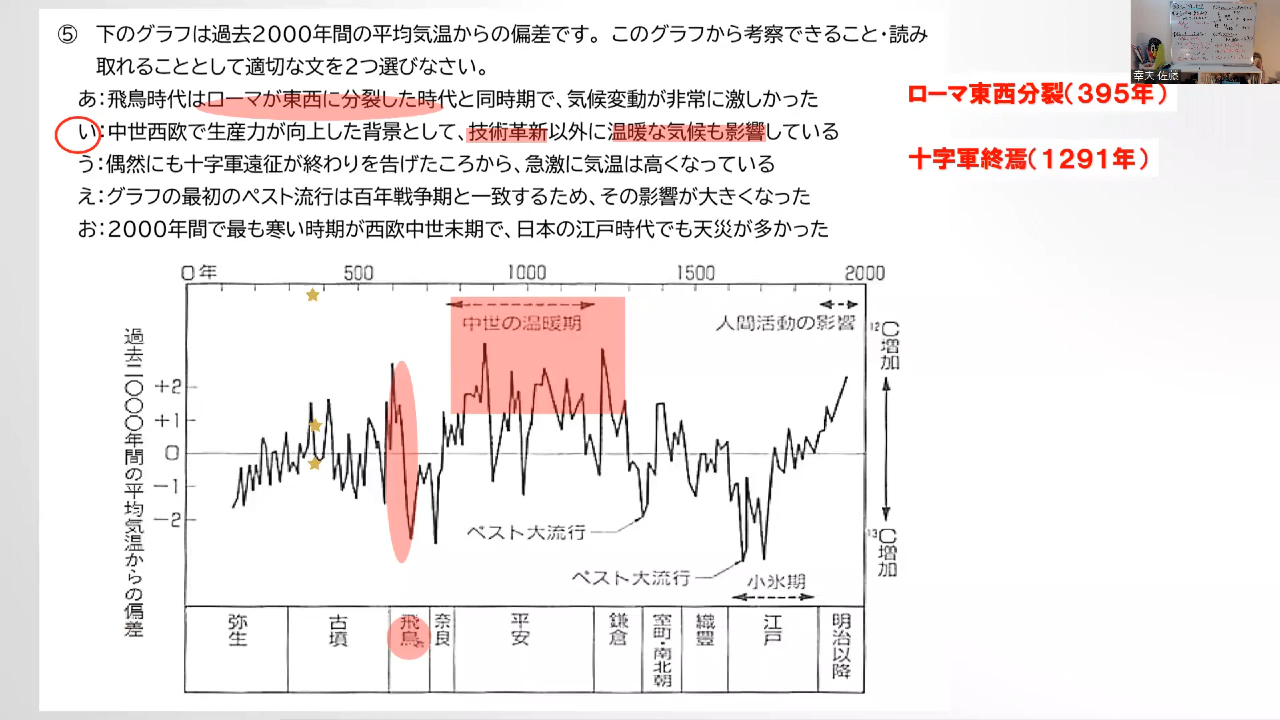 ⑤ 下のグラフは過去2000年間の平均気温からの偏差です。このグラフから考察できること・読み
取れることとして適切な文を2つ選びなさい。
あ：飛鳥時代はローマが東西に分裂した時代と同時期で、気候変動が非常に激しかった
い：中世西欧で生産力が向上した背景として、技術革新以外に温暖な気候も影響している
う：偶然にも十字軍遠征が終わりを告げたころから、急激に気温は高くなっている
え：グラフの最初のペスト流行は百年戦争期と一致するため、その影響が大きくなった
お：2000年間で最も寒い時期が西欧中世末期で、日本の江戸時代でも天災が多かった
ローマ東西分裂（395年）
十字軍終焉（1291年）
幸天 佐藤
0年 500 1000 1500 2000
中世の温暖期
人間活動の影響
過去二〇〇〇年間の平均気温からの偏差
+2
+1
0
-1
-2
12C増加
13C増加
ペスト大流行
ペスト大流行
小氷期
弥生 古墳 飛鳥 奈良 平安 鎌倉 室町・南北朝 織豊 江戸 明治以降